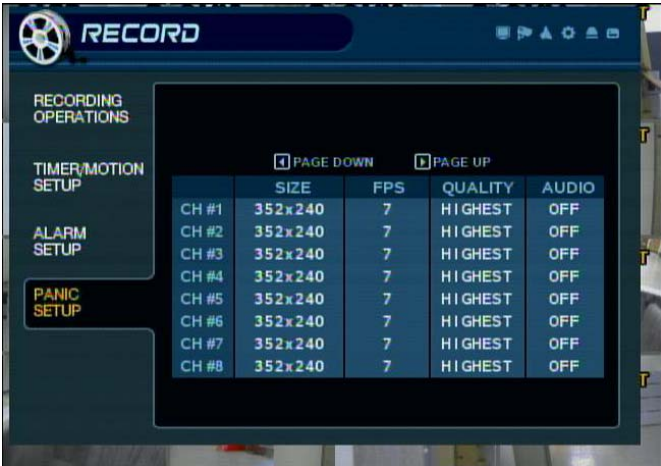 RECORD
RECORDING
OPERATIONS
TIMER/MOTION
SETUP
ALARM
SETUP
PANIC
SETUP
PAGE DOWN PAGE UP
SIZE FPS QUALITY AUDIO
CH #1 352x240 7 HIGHEST OFF
CH #2 352x240 7 HIGHEST OFF
CH #3 352x240 7 HIGHEST OFF
CH #4 352x240 7 HIGHEST OFF
CH #5 352x240 7 HIGHEST OFF
CH #6 352x240 7 HIGHEST OFF
CH #7 352x240 7 HIGHEST OFF
CH #8 352x240 7 HIGHEST OFF
T
T
T
T